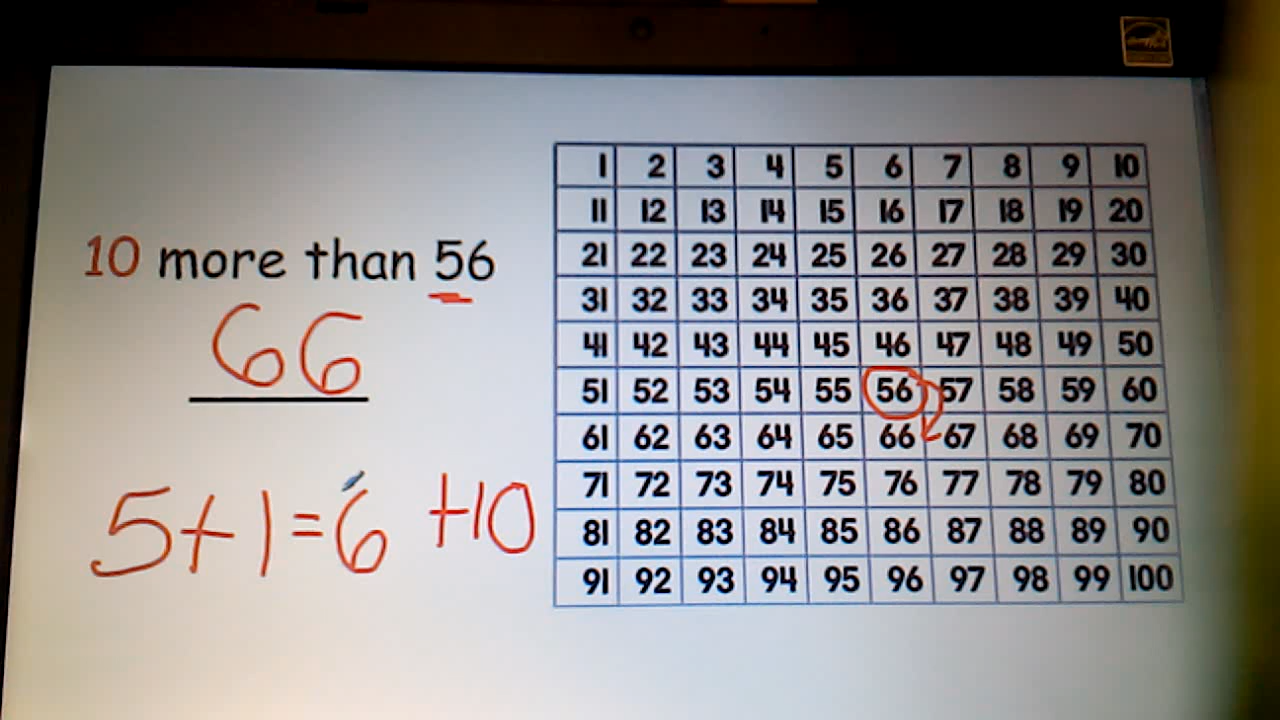 10 more than 56
66
5+1=6 +10
1 2 3 4 5 6 7 8 9 10
11 12 13 14 15 16 17 18 19 20
21 22 23 24 25 26 27 28 29 30
31 32 33 34 35 36 37 38 39 40
41 42 43 44 45 46 47 48 49 50
51 52 53 54 55 56 57 58 59 60
61 62 63 64 65 66 67 68 69 70
71 72 73 74 75 76 77 78 79 80
81 82 83 84 85 86 87 88 89 90
91 92 93 94 95 96 97 98 99 100